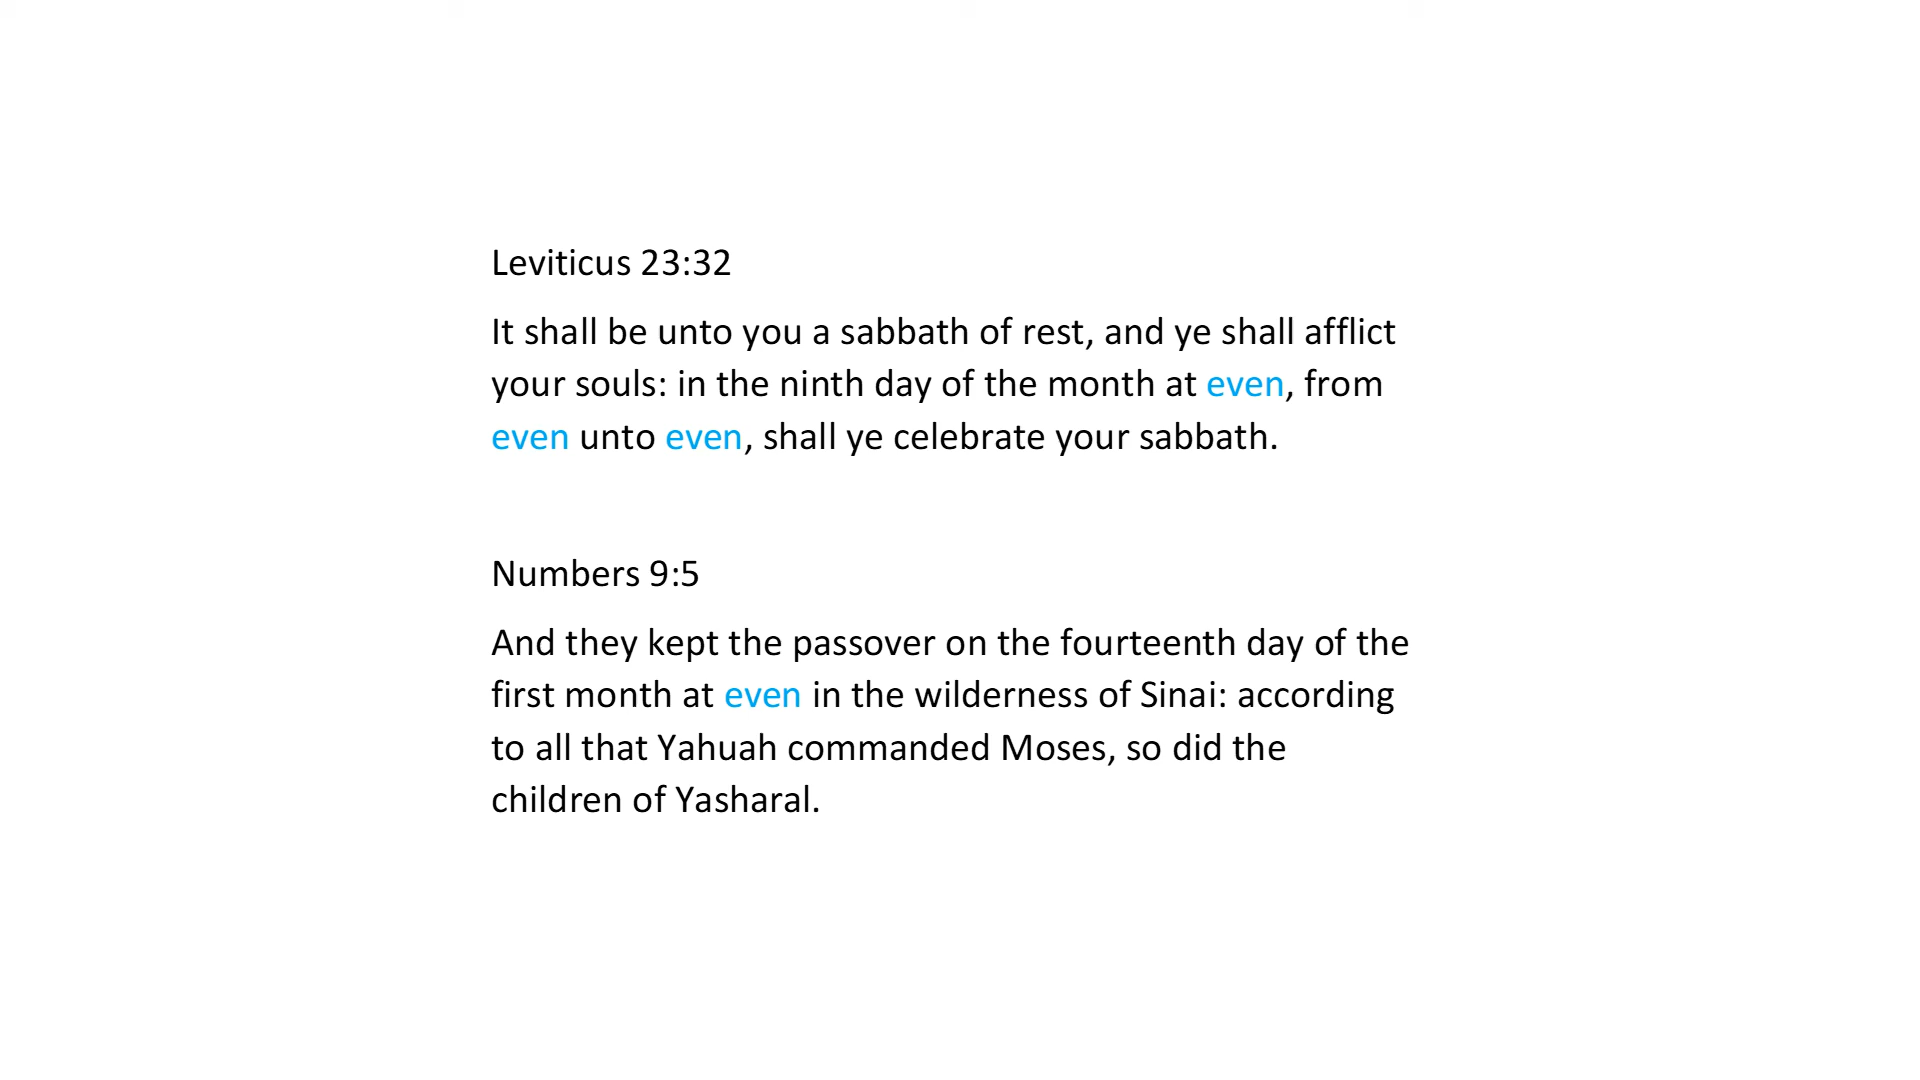 Leviticus 23:32
It shall be unto you a sabbath of rest, and ye shall afflict
your souls: in the ninth day of the month at even, from
even unto even, shall ye celebrate your sabbath.
Numbers 9:5
And they kept the passover on the fourteenth day of the
first month at even in the wilderness of Sinai: according
to all that Yahuah commanded Moses, so did the
children of Yasharal.